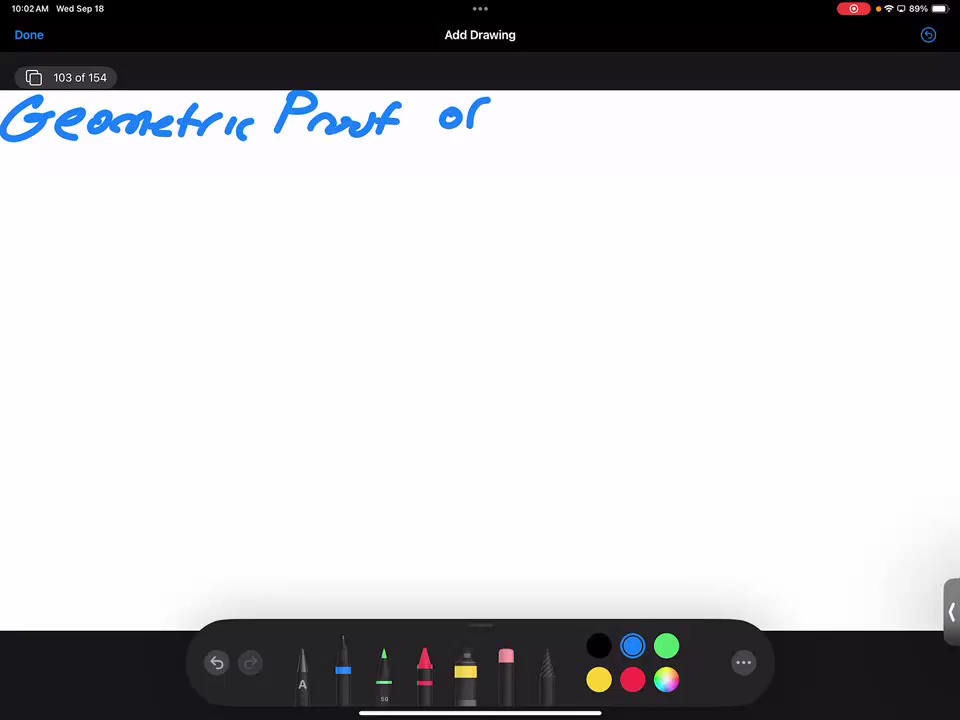 10:02 AM Wed Sep 18
89%
Done
Add Drawing
103 of 154
Geometric Proof of
A
50